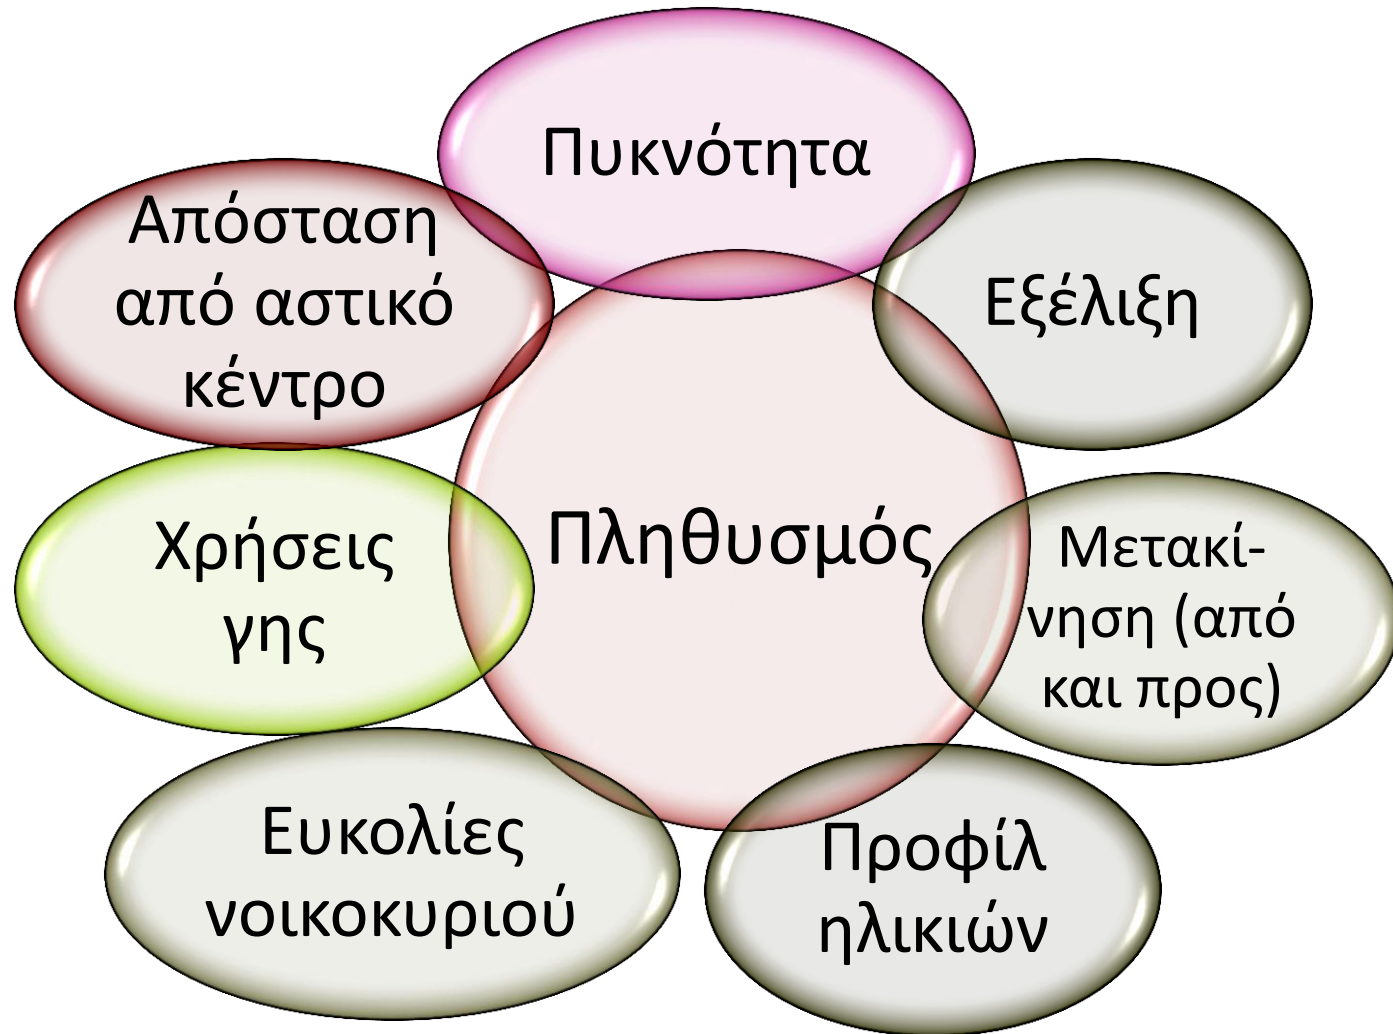 Πυκνότητα
Απόσταση
από αστικό
κέντρο
Εξέλιξη
Χρήσεις
γης
Πληθυσμός
Μετακί-
νηση (από
και προς)
Ευκολίες
νοικοκυριού
Προφίλ
ηλικιών